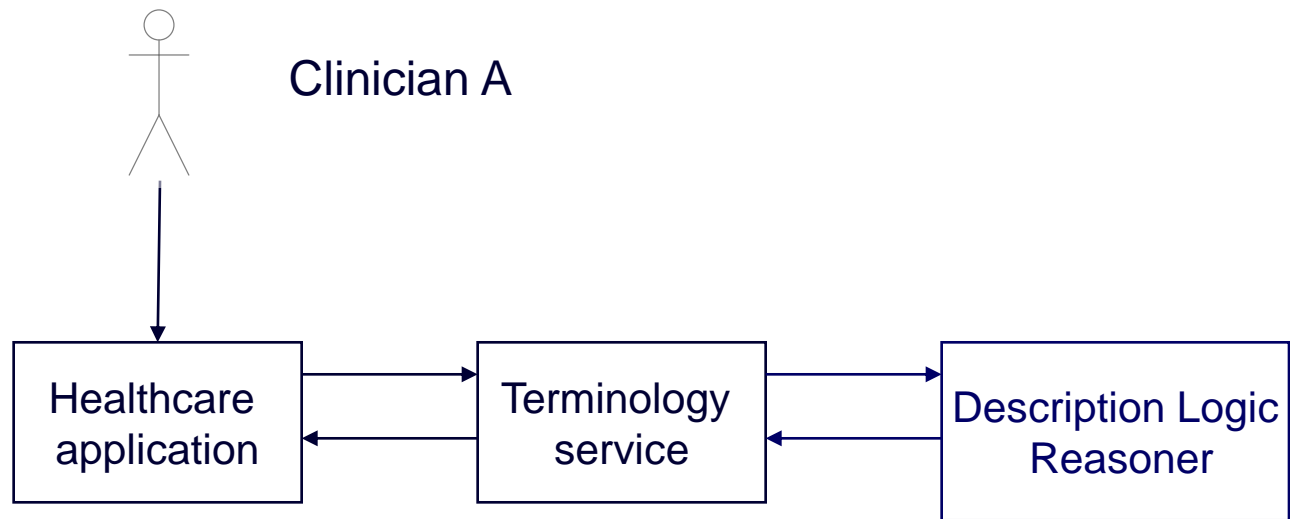 Clinician A
Healthcare
application
Terminology
service
Description Logic
Reasoner